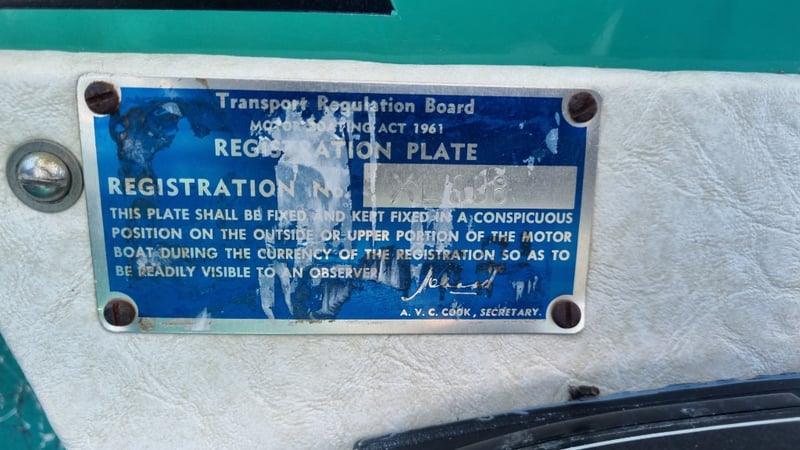 Transport Regulation Board
MOTOR BOATING ACT 1961
REGISTRATION PLATE
REGISTRATION No.
THIS PLATE SHALL BE FIXED AND KEPT FIXED IN A CONSPICUOUS
POSITION ON THE OUTSIDE OR UPPER PORTION OF THE MOTOR
BOAT DURING THE CURRENCY OF THE REGISTRATION SO AS TO
BE READILY VISIBLE TO AN OBSERVER.
A. V. C. COOK, SECRETARY.